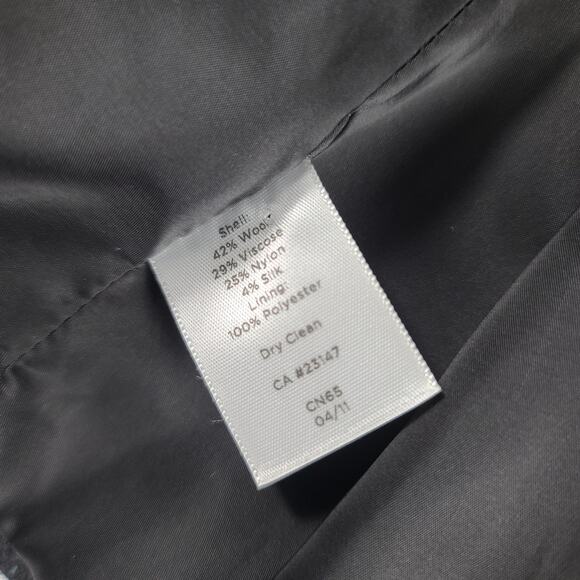 Shell:
42% Wool
29% Viscose
25% Nylon
4% Silk
Lining:
100% Polyester
Dry Clean
CA #23147
CN65
04/11